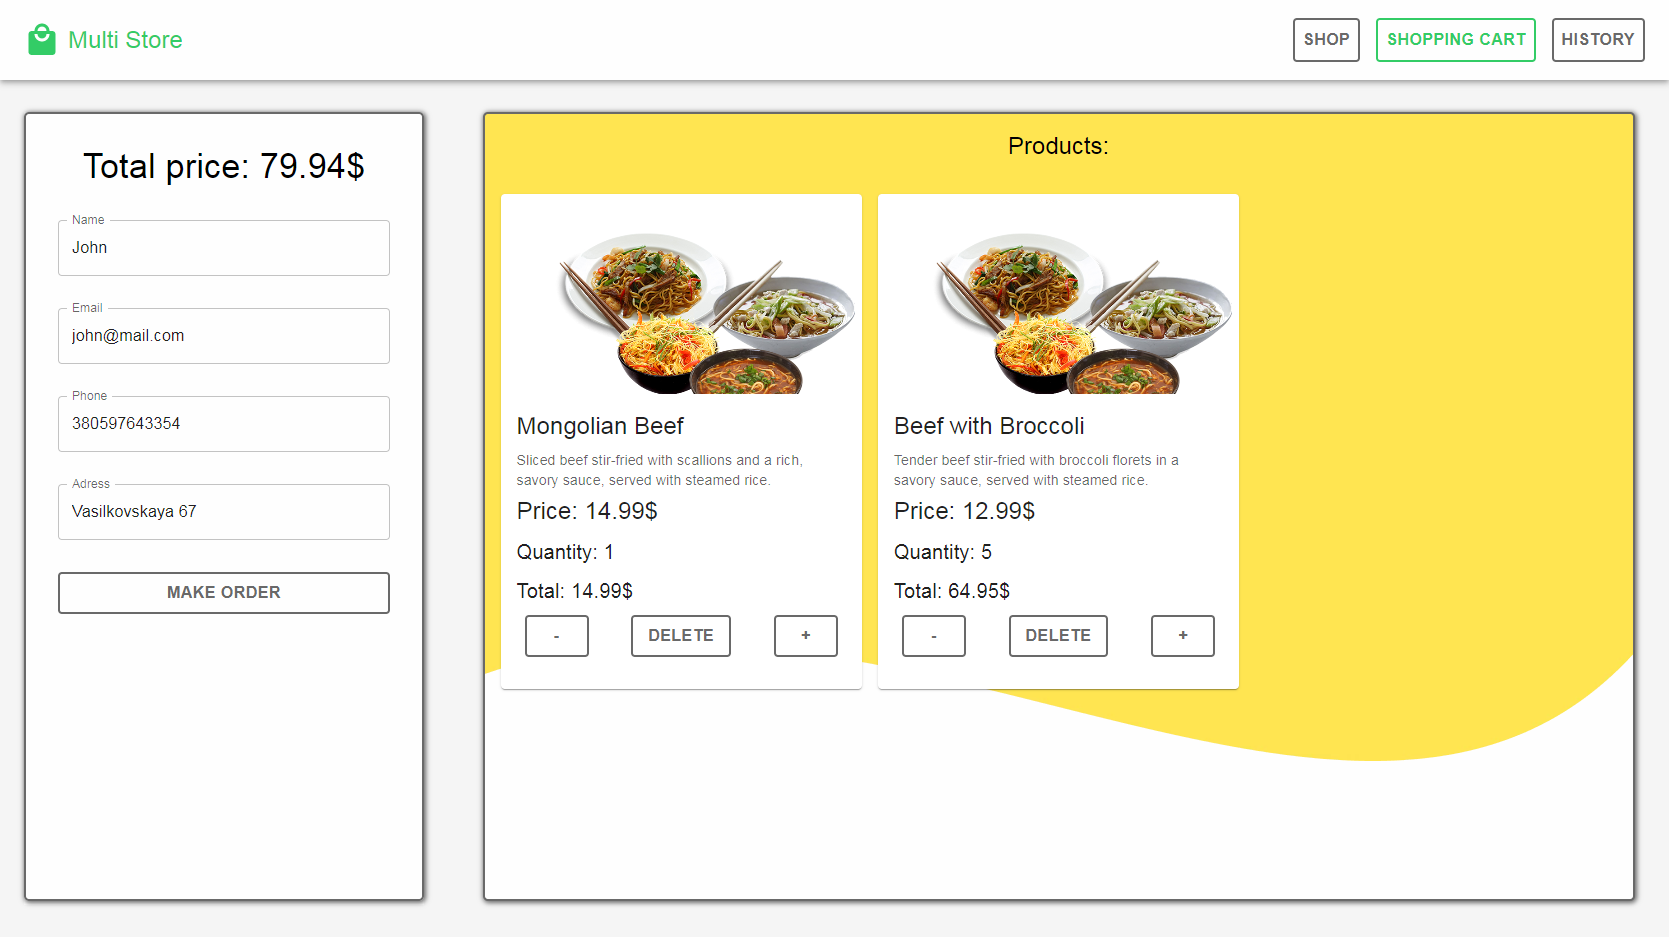 Multi Store
SHOP
SHOPPING CART
HISTORY
Total price: 79.94$
Name
John
Email
john@mail.com
Phone
380597643354
Adress
Vasilkovskaya 67
MAKE ORDER
Products:
Mongolian Beef
Sliced beef stir-fried with scallions and a rich,
savory sauce, served with steamed rice.
Price: 14.99$
Quantity: 1
Total: 14.99$
-
DELETE
+
Beef with Broccoli
Tender beef stir-fried with broccoli florets in a
savory sauce, served with steamed rice.
Price: 12.99$
Quantity: 5
Total: 64.95$
-
DELETE
+